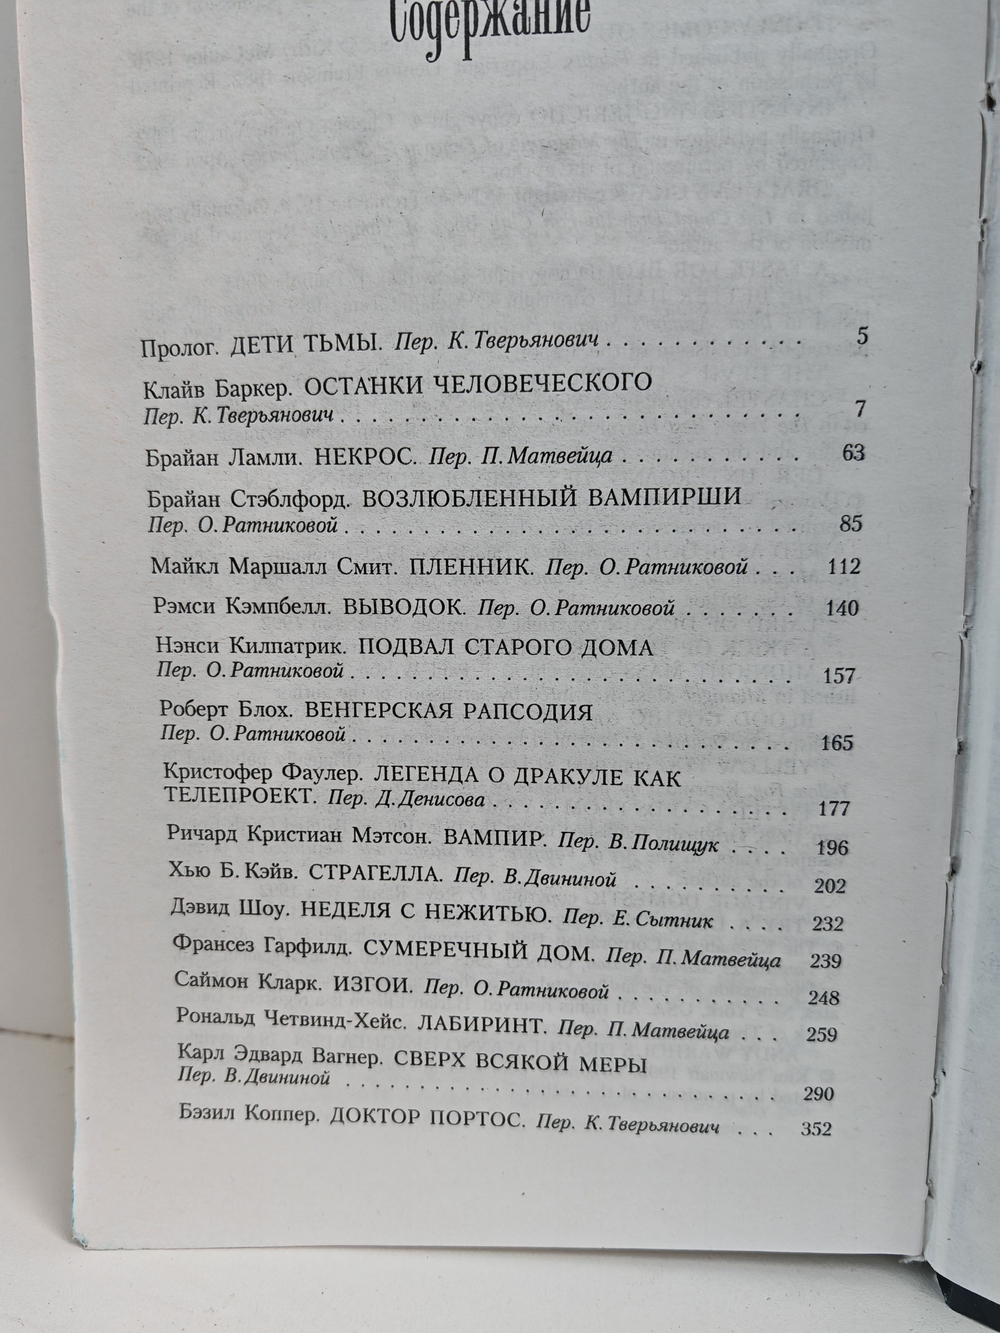 Содержание
Пролог. ДЕТИ ТЬМЫ. Пер. К. Тверьянович . . . . . . . . . . . . 5
Клайв Баркер. ОСТАНКИ ЧЕЛОВЕЧЕСКОГО
Пер. К. Тверьянович . . . . . . . . . . . . . . . . . . . . . . . . . . . . 7
Брайан Ламли. НЕКРОС. Пер. П. Матвейца . . . . . . . . . . . 63
Брайан Стэблфорд. ВОЗЛЮБЛЕННЫЙ ВАМПИРШИ
Пер. О. Ратниковой . . . . . . . . . . . . . . . . . . . . . . . . . . . . 85
Майкл Маршалл Смит. ПЛЕННИК. Пер. О. Ратниковой . . . 112
Рэмси Кэмпбелл. ВЫВОДОК. Пер. О. Ратниковой . . . . . . . 140
Нэнси Килпатрик. ПОДВАЛ СТАРОГО ДОМА
Пер. О. Ратниковой . . . . . . . . . . . . . . . . . . . . . . . . . . . 157
Роберт Блох. ВЕНГЕРСКАЯ РАПСОДИЯ
Пер. О. Ратниковой . . . . . . . . . . . . . . . . . . . . . . . . . . . 165
Кристофер Фаулер. ЛЕГЕНДА О ДРАКУЛЕ КАК
ТЕЛЕПРОЕКТ. Пер. Д. Денисова . . . . . . . . . . . . . . . . . . 177
Ричард Кристиан Мэтсон. ВАМПИР. Пер. В. Полищук . . . . 196
Хью Б. Кэйв. СТРАГЕЛЛА. Пер. В. Двининой . . . . . . . . . . 202
Дэвид Шоу. НЕДЕЛЯ С НЕЖИТЬЮ. Пер. Е. Сытник . . . . 232
Франсез Гарфилд. СУМЕРЕЧНЫЙ ДОМ. Пер. П. Матвейца 239
Саймон Кларк. ИЗГОИ. Пер. О. Ратниковой . . . . . . . . . . . 248
Рональд Четвинд-Хейс. ЛАБИРИНТ. Пер. П. Матвейца . . . 259
Карл Эдвард Вагнер. СВЕРХ ВСЯКОЙ МЕРЫ
Пер. В. Двининой . . . . . . . . . . . . . . . . . . . . . . . . . . . . 290
Бэзил Коппер. ДОКТОР ПОРТОС. Пер. К. Тверьянович . . . 352